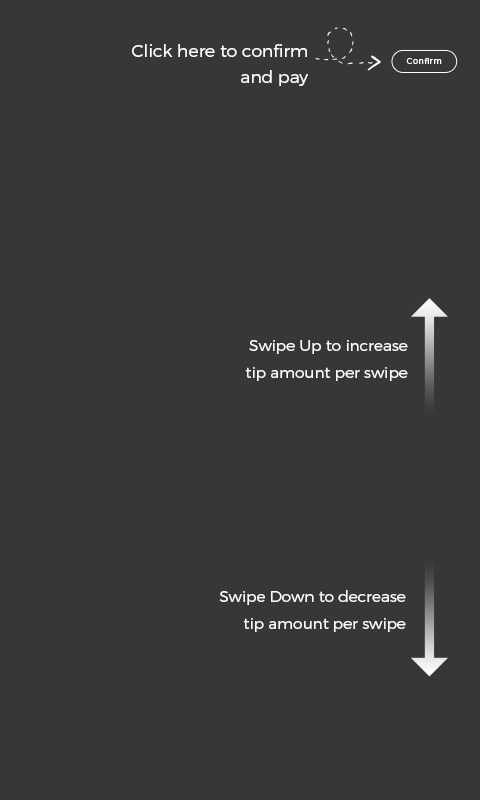 Click here to confirm
and pay
Confirm
Swipe Up to increase
tip amount per swipe
Swipe Down to decrease
tip amount per swipe